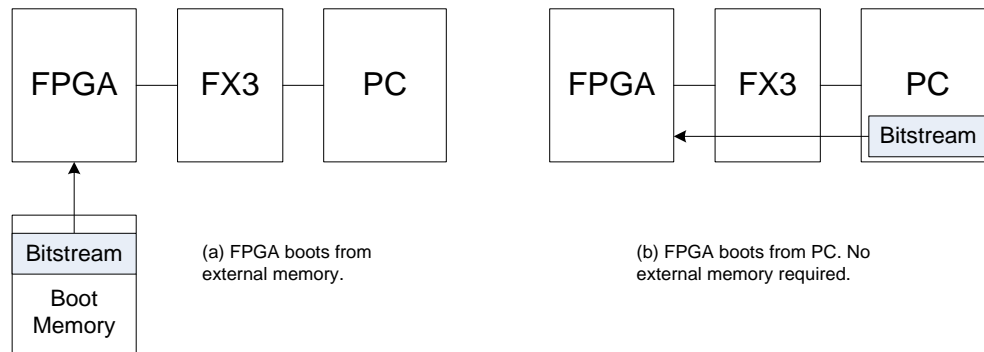 FPGA
FX3
PC
Bitstream
Boot
Memory
(a) FPGA boots from
external memory.
FPGA
FX3
PC
Bitstream
(b) FPGA boots from PC. No
external memory required.